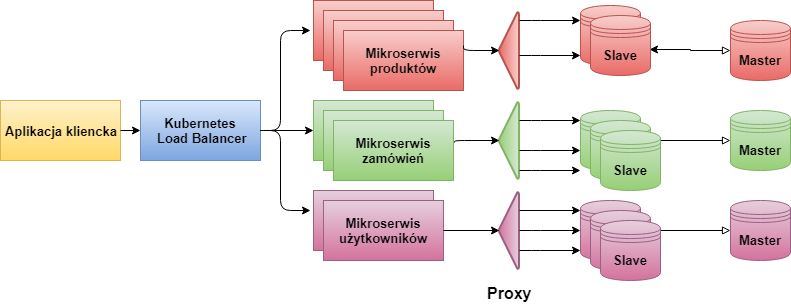 Aplikacja kliencka
Kubernetes
Load Balancer
Mikroserwis
produktów
Slave
Master
Mikroserwis
zamówień
Slave
Master
Mikroserwis
użytkowników
Slave
Master
Proxy